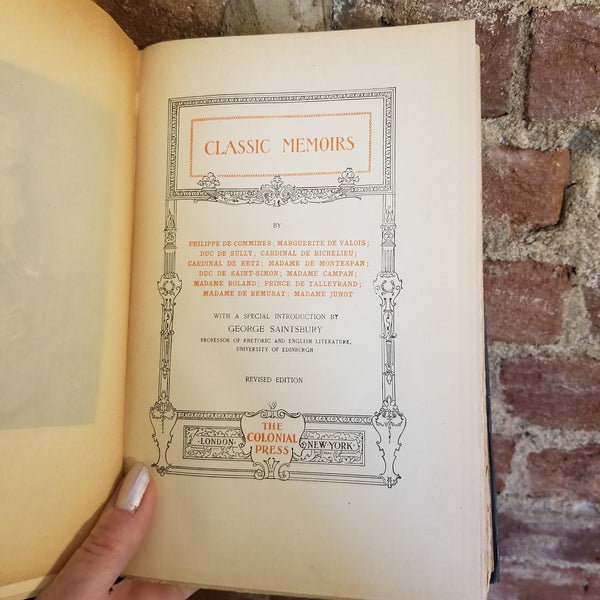 CLASSIC MEMOIRS
BY
PHILIPPE DE COMMINES; MARGUERITE DE VALOIS;
DUC DE SULLY; CARDINAL DE RICHELIEU;
CARDINAL DE RETZ; MADAME DE MONTESPAN;
DUC DE SAINT-SIMON; MADAME CAMPAN;
MADAME ROLAND; PRINCE DE TALLEYRAND;
MADAME DE REMUSAT; MADAME JUNOT
WITH A SPECIAL INTRODUCTION BY
GEORGE SAINTSBURY
PROFESSOR OF RHETORIC AND ENGLISH LITERATURE,
UNIVERSITY OF EDINBURGH
REVISED EDITION
THE
COLONIAL
PRESS
·LONDON·
·NEW·YORK·